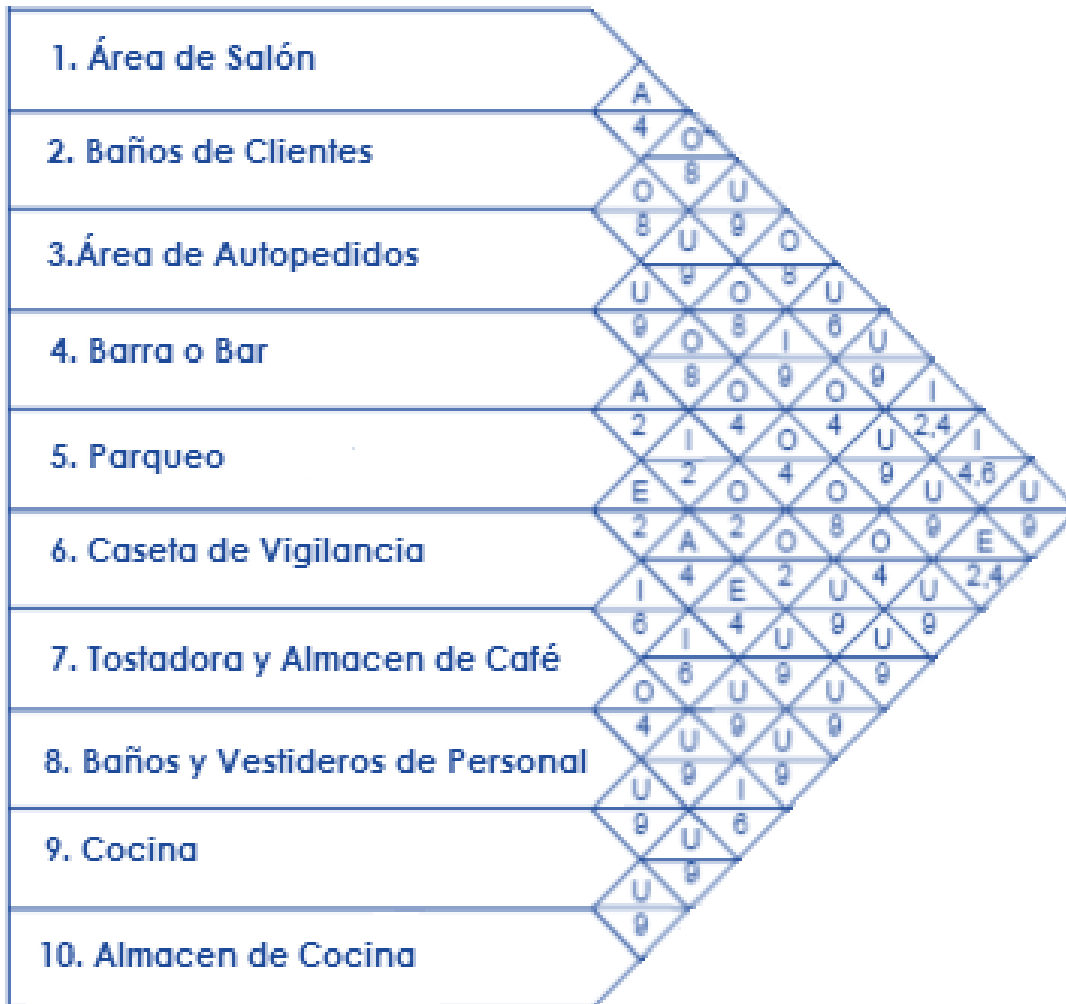 1. Área de Salón
A
4
O
2. Baños de Clientes
8
O U
8 9
U O
3.Área de Autopedidos
9 8
U O U
9 8 6
O I U
4. Barra o Bar
8 9 9
A O O I
2 4 4 2,4
I O U I
5. Parqueo
2 4 9 4,6
E O O U U
2 2 8 9 9
A O O E
6. Caseta de Vigilancia
4 2 4 2,4
I E U U
6 4 9 9
I U U
7. Tostadora y Almacen de Café
6 9 9
O U U
4 9 9
U U
8. Baños y Vestideros de Personal
9 9
U I
9 6
U
9. Cocina
9
U
9
10. Almacen de Cocina